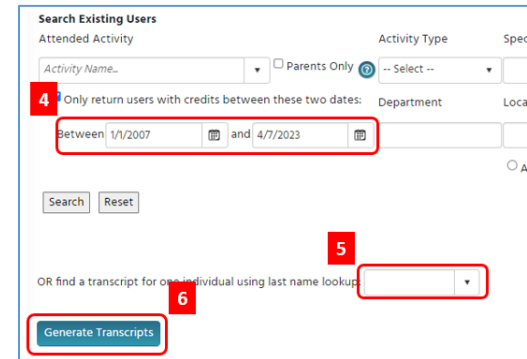 Search Existing Users
Attended Activity Activity Type
Activity Name... Parents Only ? -- Select --
4 Only return users with credits between these two dates: Department
Between 1/1/2007 and 4/7/2023
A
Search Reset
5
OR find a transcript for one individual using last name lookup:
6
Generate Transcripts